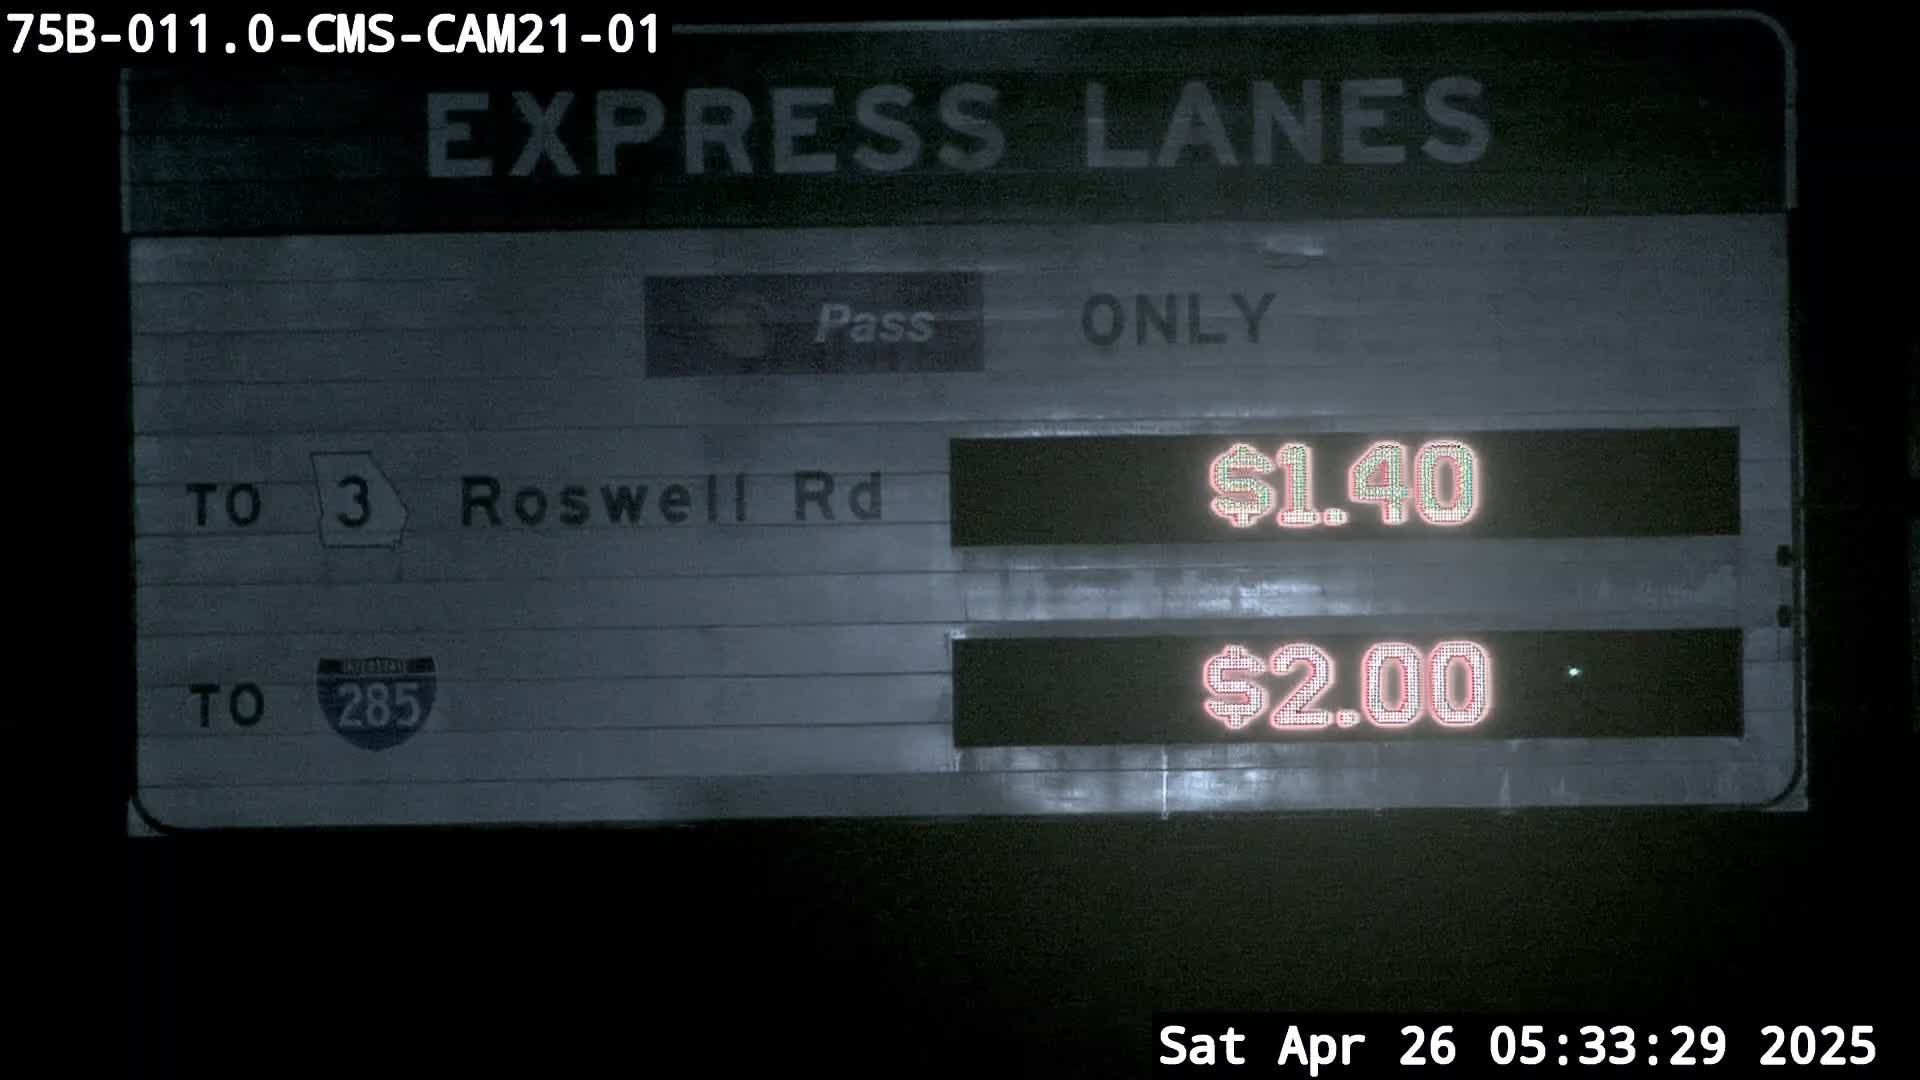 75B-011.0-CMS-CAM21-01
EXPRESS LANES
Pass ONLY
TO 3 Roswell Rd $1.40
TO INTERSTATE 285 $2.00
Sat Apr 26 05:33:29 2025